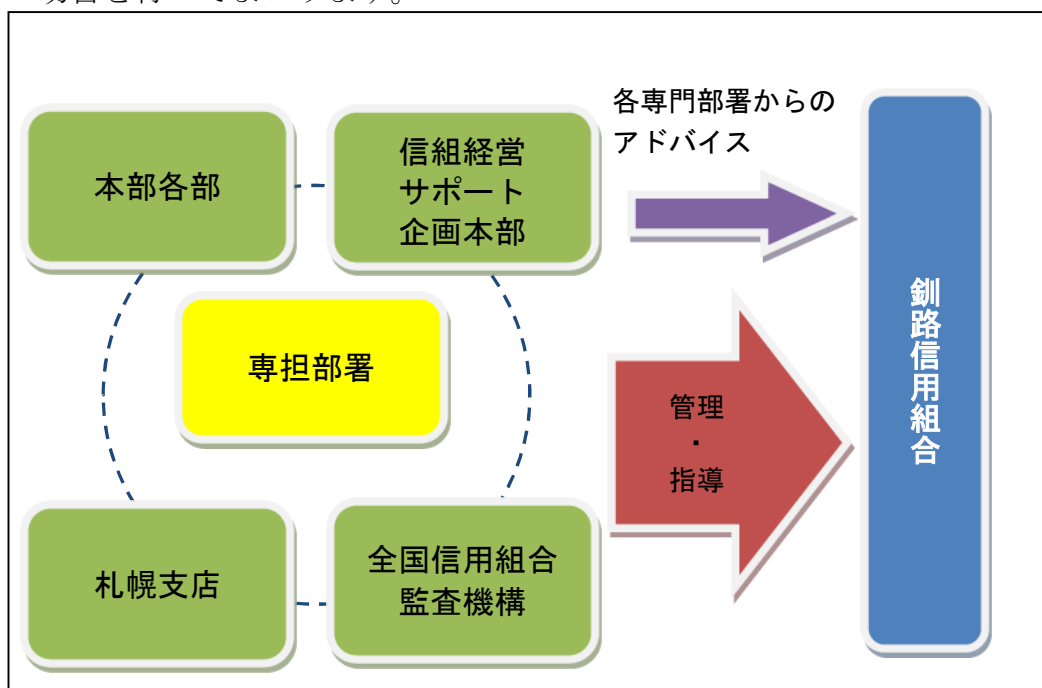 本部各部
信組経営
サポート
企画本部
各専門部署からの
アドバイス
専担部署
管理
・
指導
釧路信用組合
札幌支店
全国信用組合
監査機構